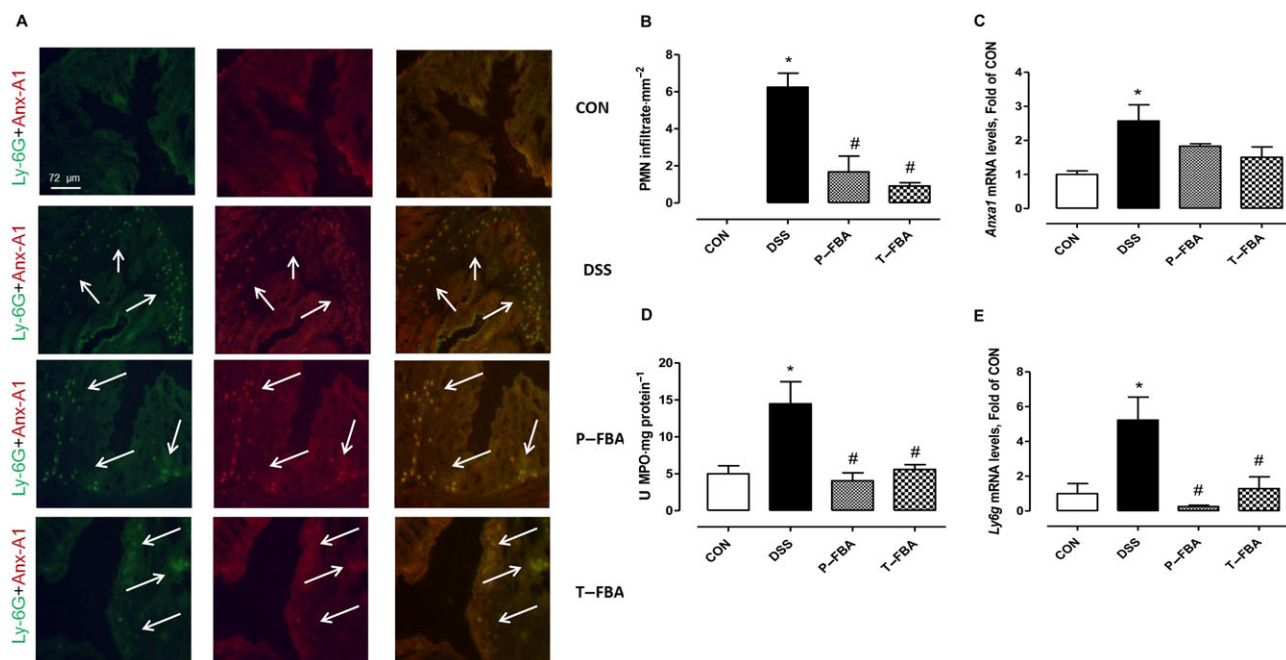 A
Ly-6G+Anx-A1
72 µm
CON
Ly-6G+Anx-A1
DSS
Ly-6G+Anx-A1
P–FBA
Ly-6G+Anx-A1
T–FBA
B
PMN infiltrate·mm⁻²
8
6
4
2
0
*
#
#
CON
DSS
P–FBA
T–FBA
C
Anxa1 mRNA levels, Fold of CON
4
3
2
1
0
*
CON
DSS
P–FBA
T–FBA
D
U MPO·mg protein⁻¹
20
15
10
5
0
*
#
#
CON
DSS
P–FBA
T–FBA
E
Ly6g mRNA levels, Fold of CON
8
6
4
2
0
*
#
#
CON
DSS
P–FBA
T–FBA